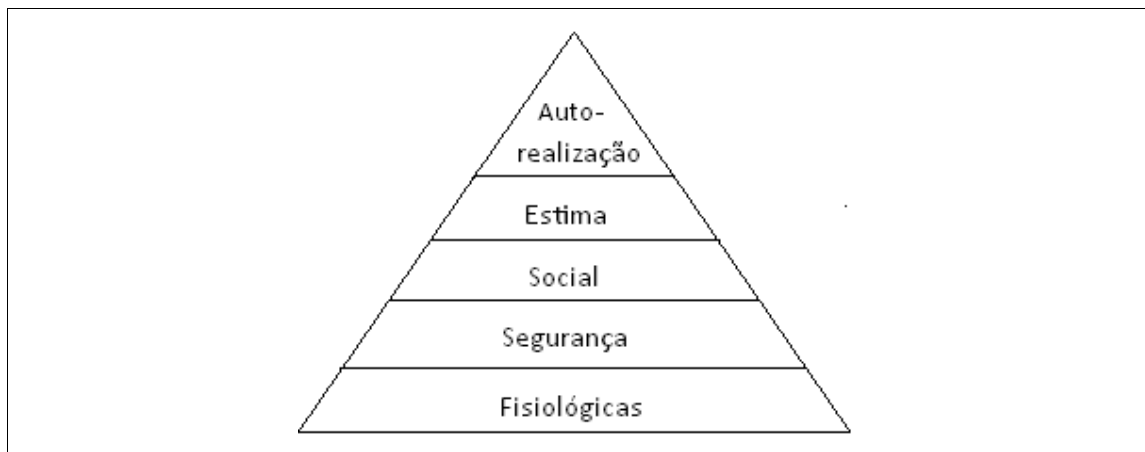 Auto-
realização
Estima
Social
Segurança
Fisiológicas